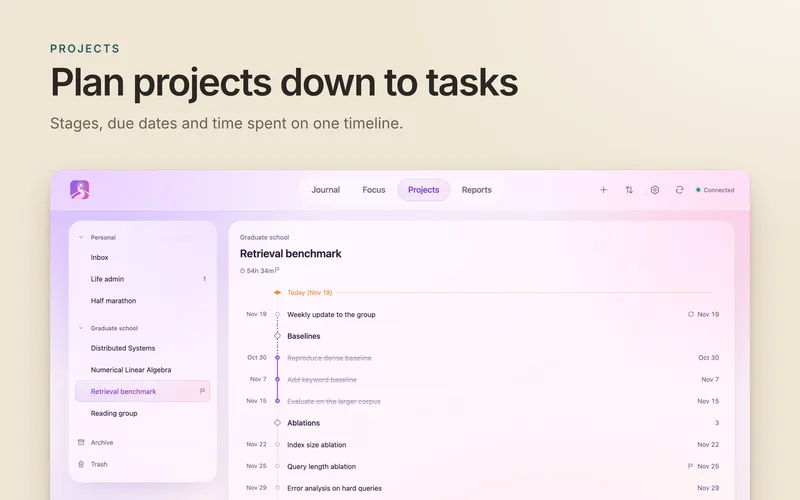 PROJECTS
Plan projects down to tasks
Stages, due dates and time spent on one timeline.
Journal Focus Projects Reports Connected
Personal
Inbox
Life admin 1
Half marathon
Graduate school
Distributed Systems
Numerical Linear Algebra
Retrieval benchmark
Reading group
Archive
Trash
Graduate school
Retrieval benchmark
54h 34m
Today (Nov 19)
Nov 19 Weekly update to the group Nov 19
Baselines
Oct 30 Reproduce dense baseline Oct 30
Nov 7 Add keyword baseline Nov 7
Nov 15 Evaluate on the larger corpus Nov 15
Ablations 3
Nov 22 Index size ablation Nov 22
Nov 25 Query length ablation Nov 25
Nov 29 Error analysis on hard queries Nov 29